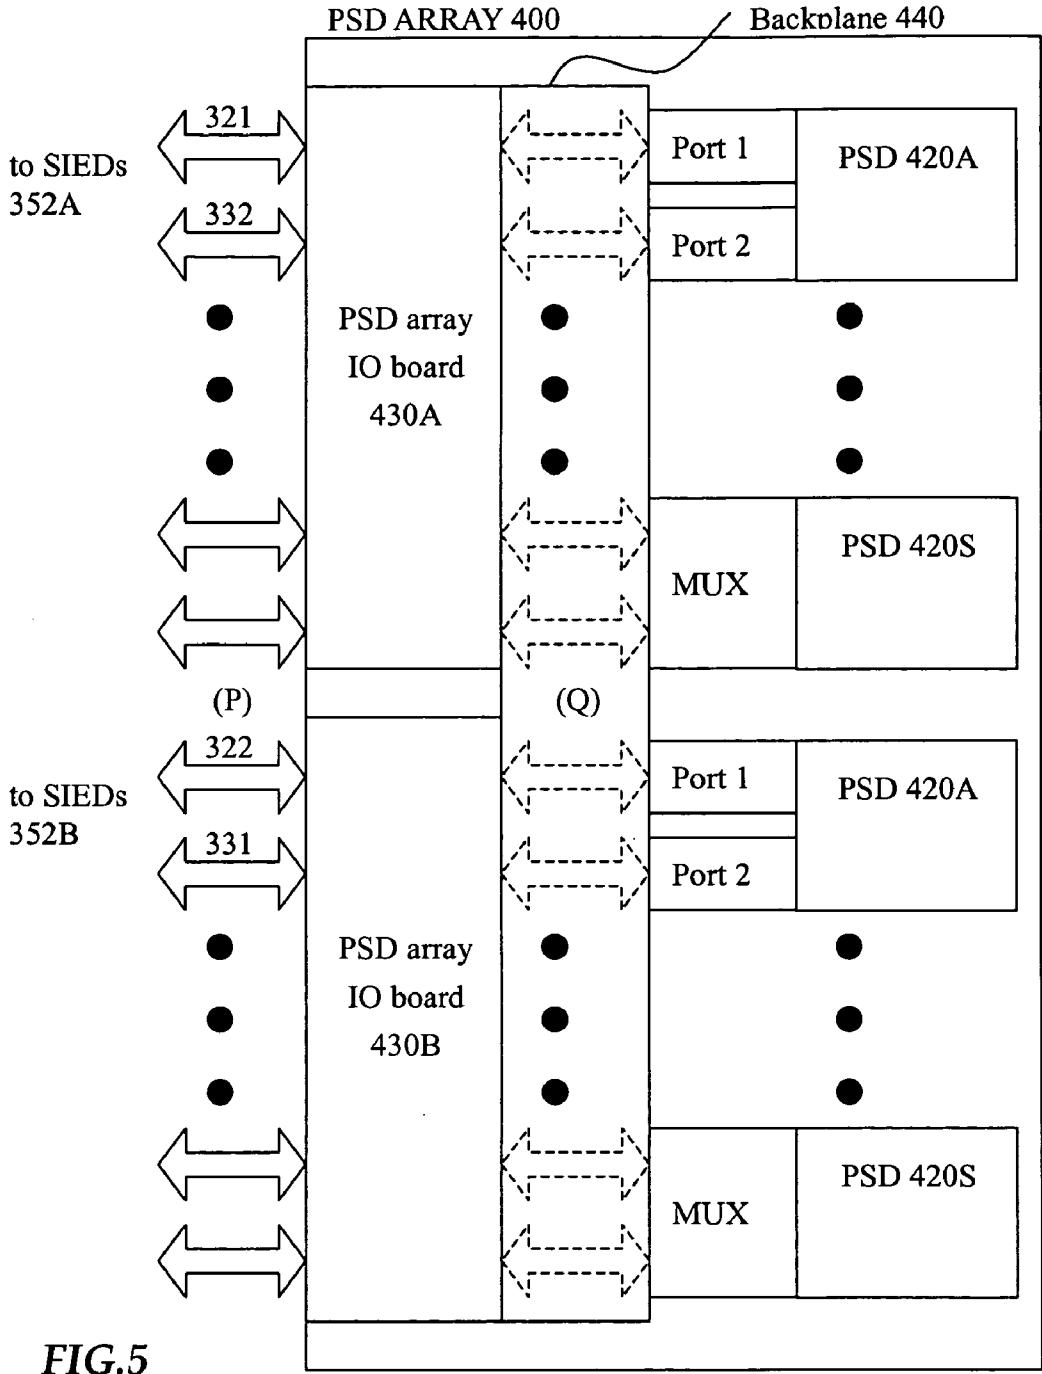 PSD ARRAY 400
Backplane 440
321
Port 1
PSD 420A
to SIEDs
352A
332
Port 2
PSD array
IO board
430A
PSD 420S
MUX
(P)
(Q)
322
Port 1
PSD 420A
to SIEDs
352B
331
Port 2
PSD array
IO board
430B
PSD 420S
MUX
FIG.5